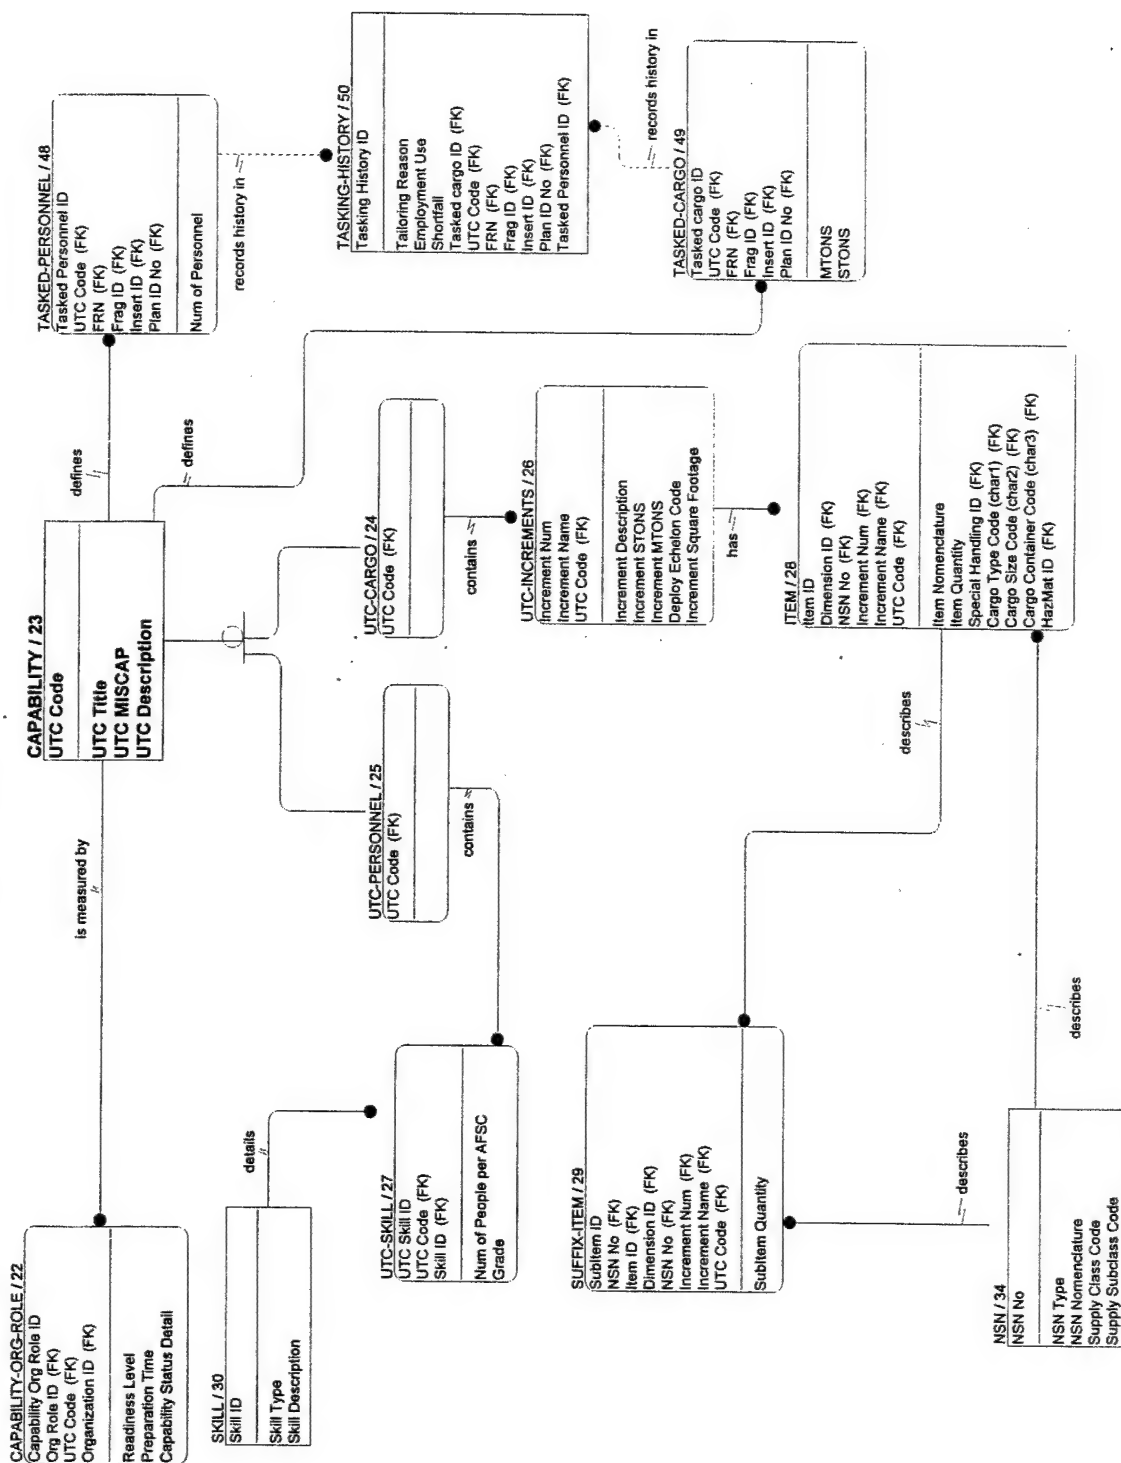 CAPABILITY-ORG-ROLE / 22
Capability Org Role ID
Org Role ID (FK)
UTC Code (FK)
Organization ID (FK)
Readiness Level
Preparation Time
Capability Status Detail
is measured by
CAPABILITY / 23
UTC Code
UTC Title
UTC MISCAP
UTC Description
defines
defines
TASKED-PERSONNEL / 48
Tasked Personnel ID
UTC Code (FK)
FRN (FK)
Frag ID (FK)
Insert ID (FK)
Plan ID No (FK)
Num of Personnel
records history in
SKILL / 30
Skill ID
Skill Type
Skill Description
details
UTC-PERSONNEL / 25
UTC Code (FK)
contains
UTC-CARGO / 24
UTC Code (FK)
contains
TASKING-HISTORY / 50
Tasking History ID
Tailoring Reason
Employment Use
Shortfall
Tasked cargo ID (FK)
UTC Code (FK)
FRN (FK)
Frag ID (FK)
Insert ID (FK)
Plan ID No (FK)
Tasked Personnel ID (FK)
records history in
UTC-SKILL / 27
UTC Skill ID
UTC Code (FK)
Skill ID (FK)
Num of People per AFSC
Grade
UTC-INCREMENTS / 26
Increment Num
Increment Name
UTC Code (FK)
Increment Description
Increment STONS
Increment MTONS
Deploy Echelon Code
Increment Square Footage
has
TASKED-CARGO / 49
Tasked cargo ID
UTC Code (FK)
FRN (FK)
Frag ID (FK)
Insert ID (FK)
Plan ID No (FK)
MTONS
STONS
SUFFIX-ITEM / 29
SubItem ID
NSN No (FK)
Item ID (FK)
Dimension ID (FK)
NSN No (FK)
Increment Num (FK)
Increment Name (FK)
UTC Code (FK)
SubItem Quantity
describes
describes
ITEM / 28
Item ID
Dimension ID (FK)
NSN No (FK)
Increment Num (FK)
Increment Name (FK)
UTC Code (FK)
Item Nomenclature
Item Quantity
Special Handling ID (FK)
Cargo Type Code (char1) (FK)
Cargo Size Code (char2) (FK)
Cargo Container Code (char3) (FK)
HazMat ID (FK)
NSN / 34
NSN No
NSN Type
NSN Nomenclature
Supply Class Code
Supply Subclass Code
describes